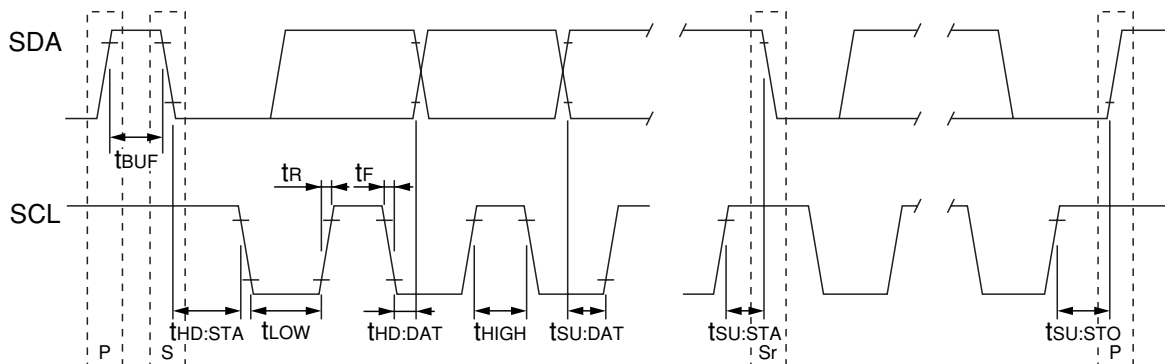 SDA
tBUF
tR
tF
SCL
tHD:STA
tLOW
tHD:DAT
tHIGH
tSU:DAT
tSU:STA
tSU:STO
P
S
Sr
P